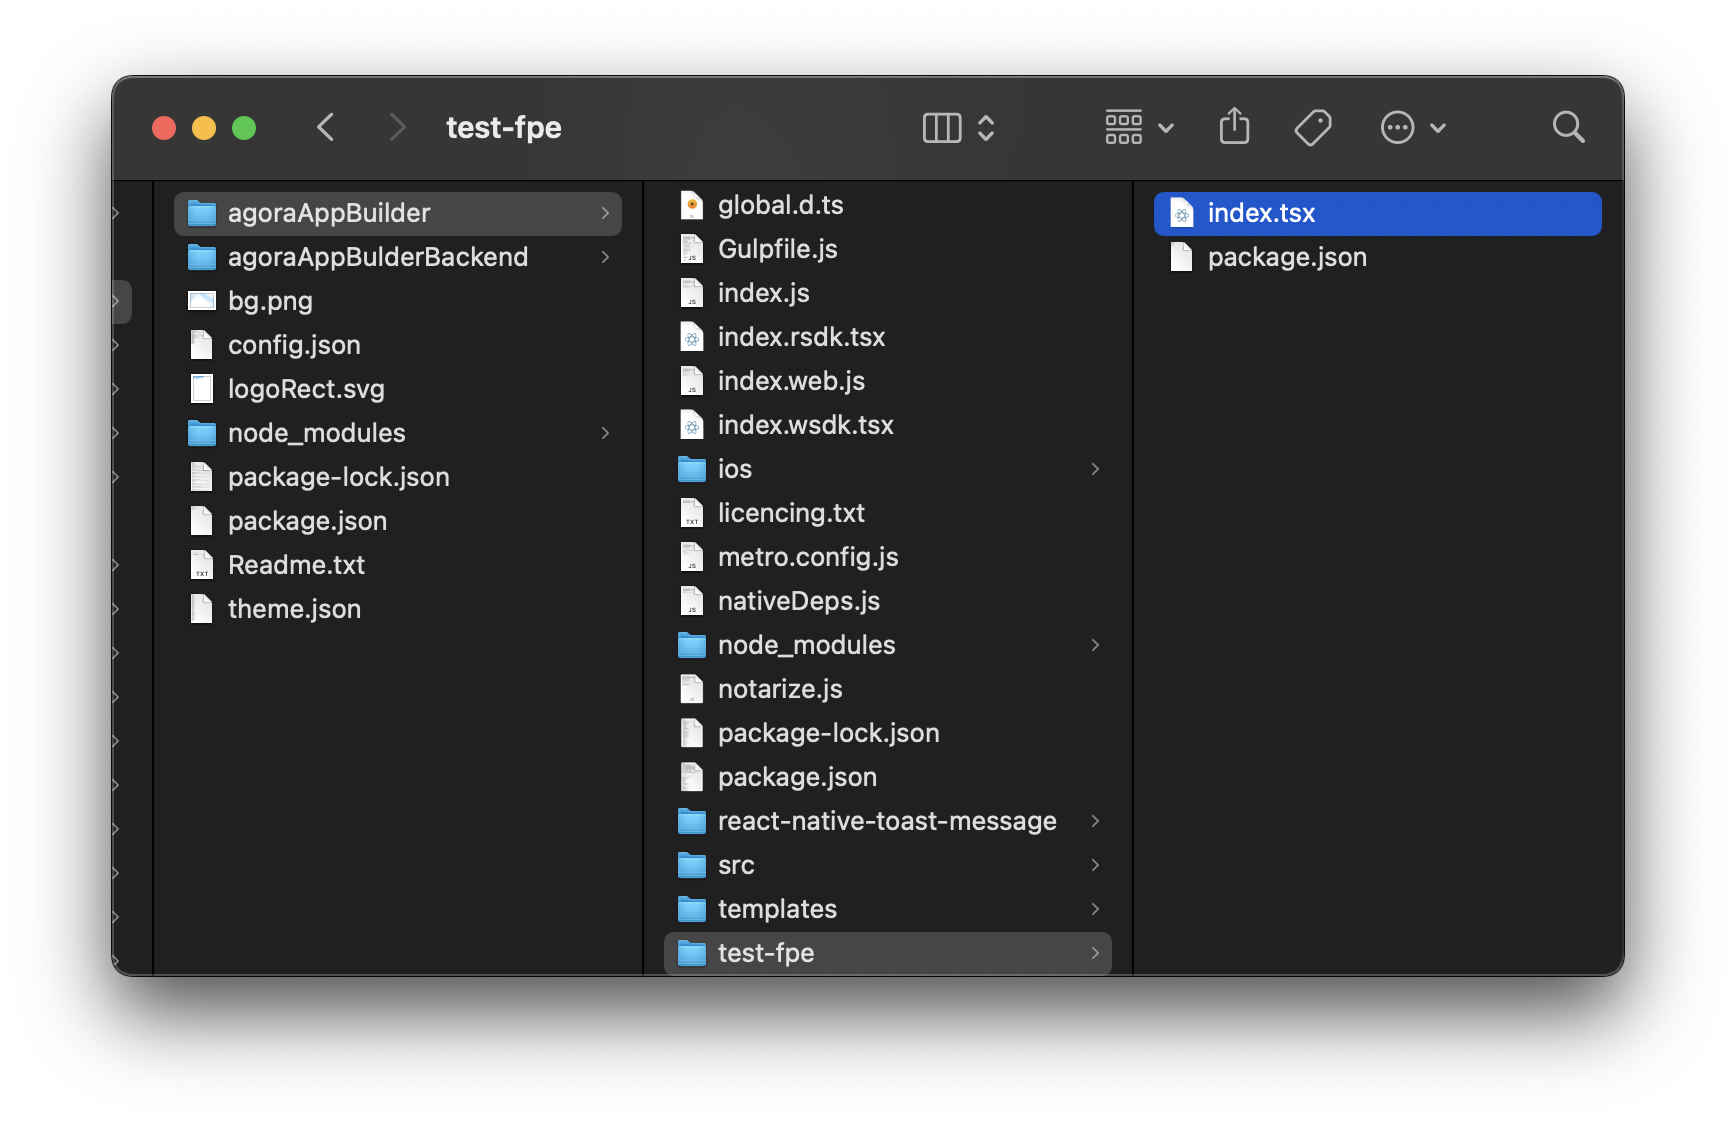 test-fpe
agoraAppBuilder
agoraAppBulderBackend
bg.png
config.json
logoRect.svg
node_modules
package-lock.json
package.json
Readme.txt
theme.json
global.d.ts
Gulpfile.js
index.js
index.rsdk.tsx
index.web.js
index.wsdk.tsx
ios
licencing.txt
metro.config.js
nativeDeps.js
node_modules
notarize.js
package-lock.json
package.json
react-native-toast-message
src
templates
test-fpe
index.tsx
package.json